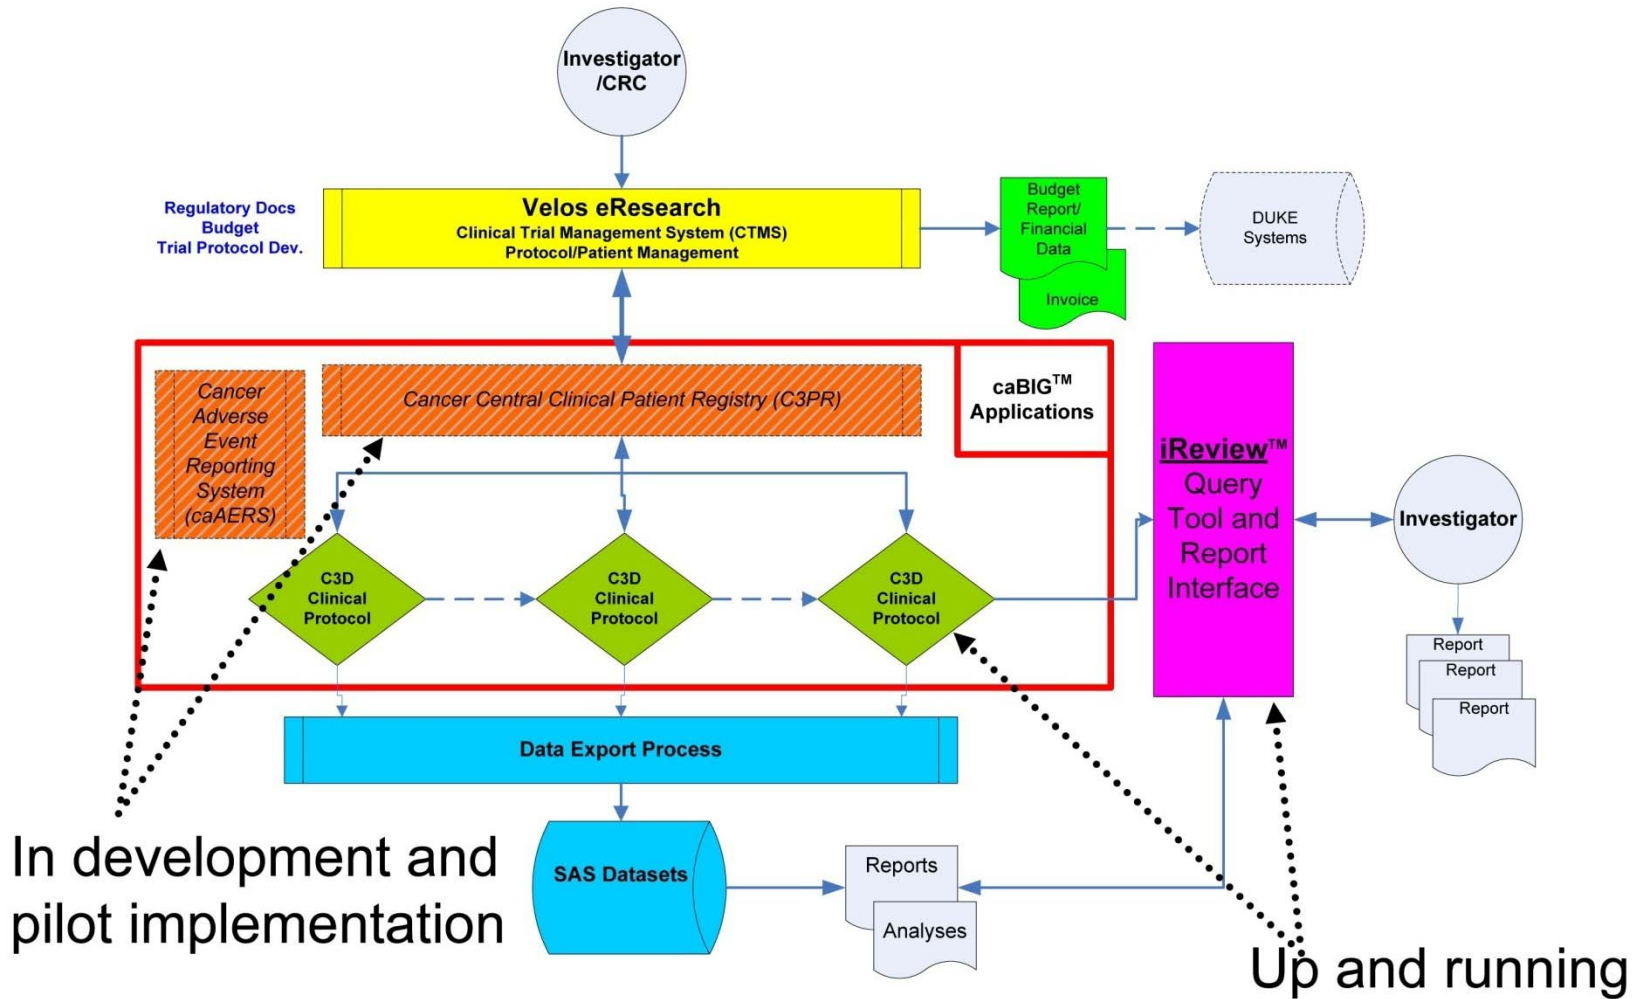 Investigator
/CRC
Regulatory Docs
Budget
Trial Protocol Dev.
Velos eResearch
Clinical Trial Management System (CTMS)
Protocol/Patient Management
Budget
Report/
Financial
Data
Invoice
DUKE
Systems
Cancer
Adverse
Event
Reporting
System
(caAERS)
Cancer Central Clinical Patient Registry (C3PR)
caBIG™
Applications
iReview™
Query
Tool and
Report
Interface
Investigator
C3D
Clinical
Protocol
C3D
Clinical
Protocol
C3D
Clinical
Protocol
Report
Report
Report
Data Export Process
SAS Datasets
Reports
Analyses
In development and
pilot implementation
Up and running